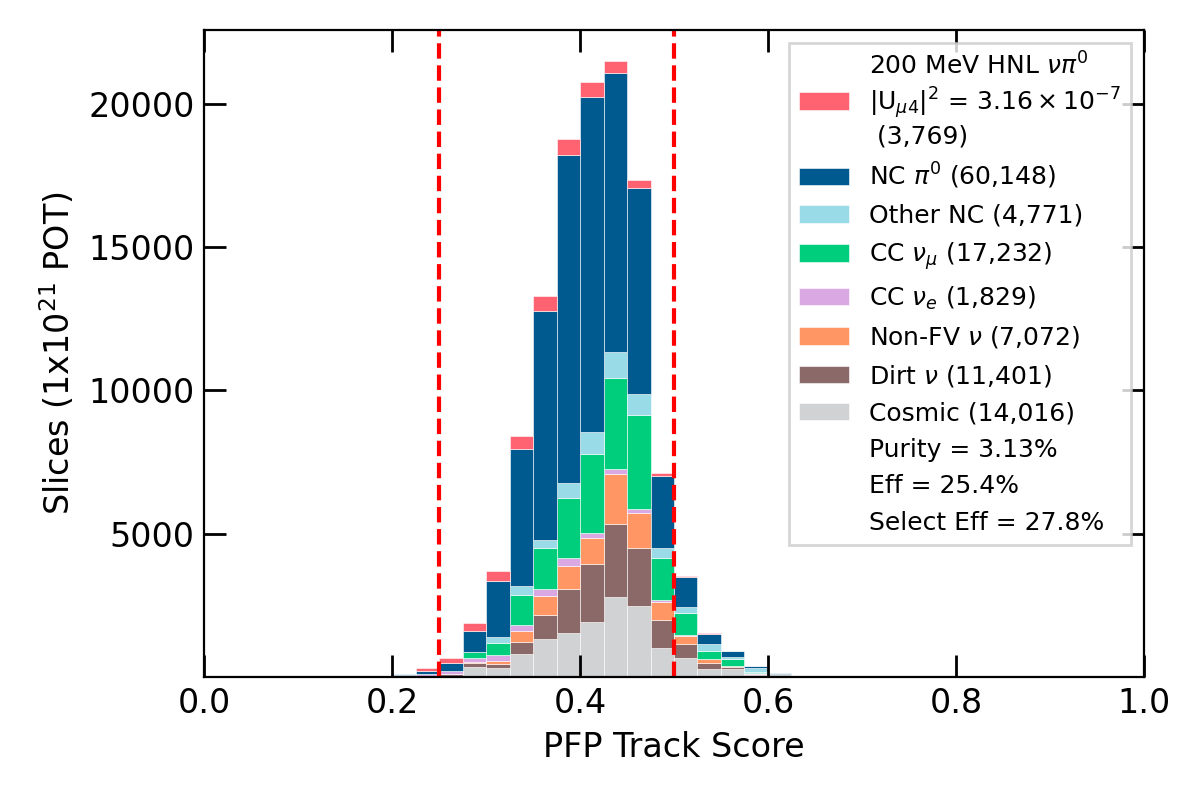 200 MeV HNL νπ⁰
|U_μ4|² = 3.16 × 10⁻⁷
(3,769)
NC π⁰ (60,148)
Other NC (4,771)
CC ν_μ (17,232)
CC ν_e (1,829)
Non-FV ν (7,072)
Dirt ν (11,401)
Cosmic (14,016)
Purity = 3.13%
Eff = 25.4%
Select Eff = 27.8%
20000
15000
10000
5000
Slices (1x10²¹ POT)
0.0 0.2 0.4 0.6 0.8 1.0
PFP Track Score